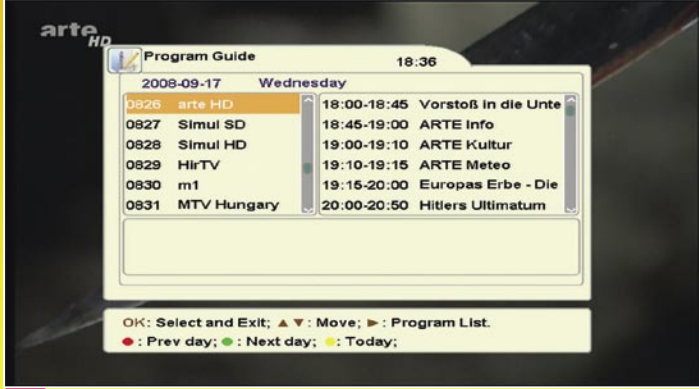 arte HD
Program Guide 18:36
2008-09-17 Wednesday
0826 arte HD
0827 Simul SD
0828 Simul HD
0829 HirTV
0830 m1
0831 MTV Hungary
18:00-18:45 Vorstoß in die Unte
18:45-19:00 ARTE Info
19:00-19:10 ARTE Kultur
19:10-19:15 ARTE Meteo
19:15-20:00 Europas Erbe - Die
20:00-20:50 Hitlers Ultimatum
OK: Select and Exit; ▲▼: Move; ►: Program List.
●: Prev day; ●: Next day; ●: Today;